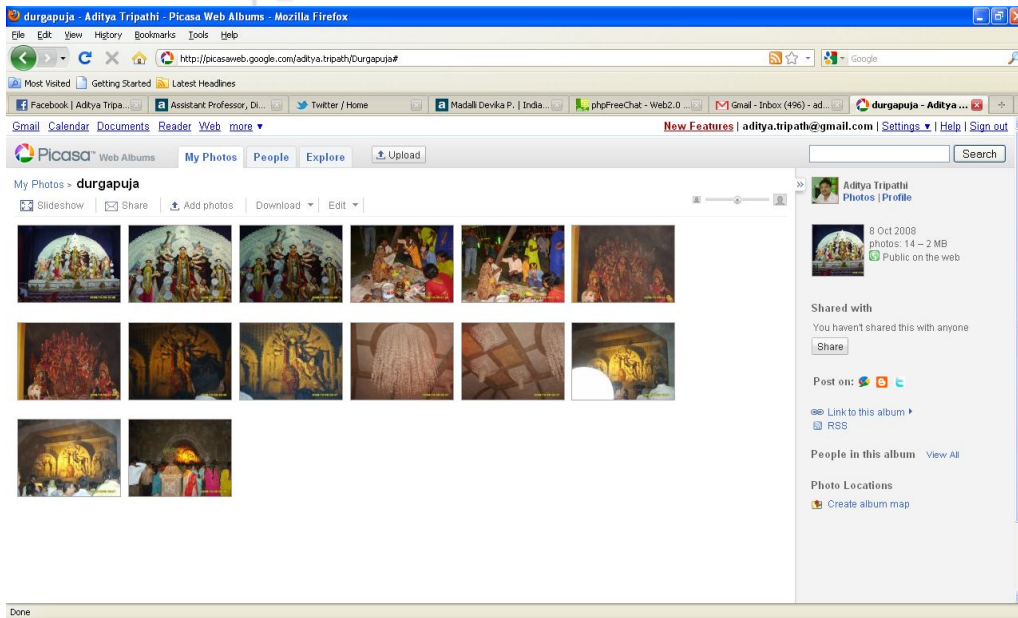 durgapuja - Aditya Tripathi - Picasa Web Albums - Mozilla Firefox
File Edit View History Bookmarks Tools Help
http://picasaweb.google.com/aditya.tripath/Durgapuja#
Google
Most Visited Getting Started Latest Headlines
Facebook | Aditya Tripa...
Assistant Professor, Di...
Twitter / Home
Madalli Devika P. | India...
phpFreeChat - Web2.0 ...
Gmail - Inbox (496) - ad...
durgapuja - Aditya ...
Gmail Calendar Documents Reader Web more ▼
New Features | aditya.tripath@gmail.com | Settings ▼ | Help | Sign out
Picasa™ Web Albums
My Photos People Explore Upload
Search
My Photos > durgapuja
Slideshow Share Add photos Download Edit
Aditya Tripathi
Photos | Profile
8 Oct 2008
photos: 14 – 2 MB
Public on the web
Shared with
You haven't shared this with anyone
Share
Post on:
Link to this album
RSS
People in this album View All
Photo Locations
Create album map
Done